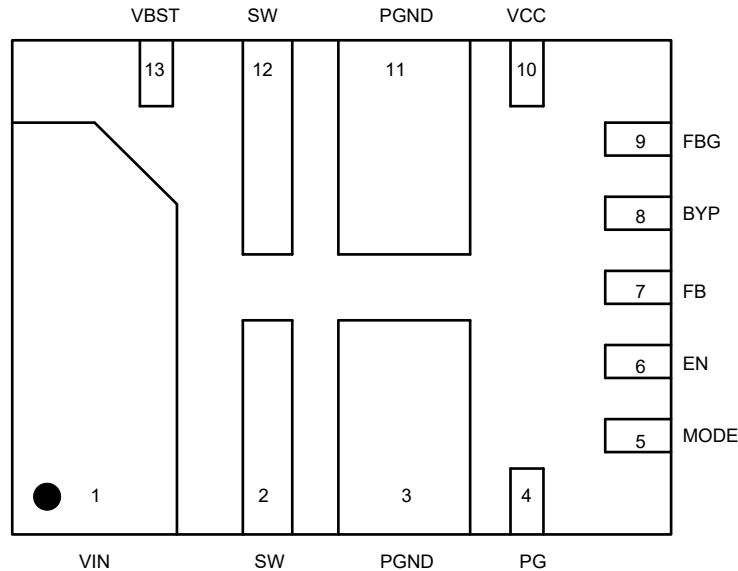 VBST SW PGND VCC
13 12 11 10
9 FBG
8 BYP
7 FB
6 EN
5 MODE
1 2 3 4
VIN SW PGND PG